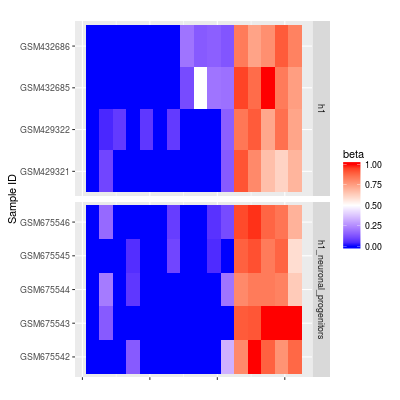 GSM432686
GSM432685
GSM429322
GSM429321
h1
GSM675546
GSM675545
GSM675544
GSM675543
GSM675542
h1_neuronal_progenitors
Sample ID
beta
1.00
0.75
0.50
0.25
0.00